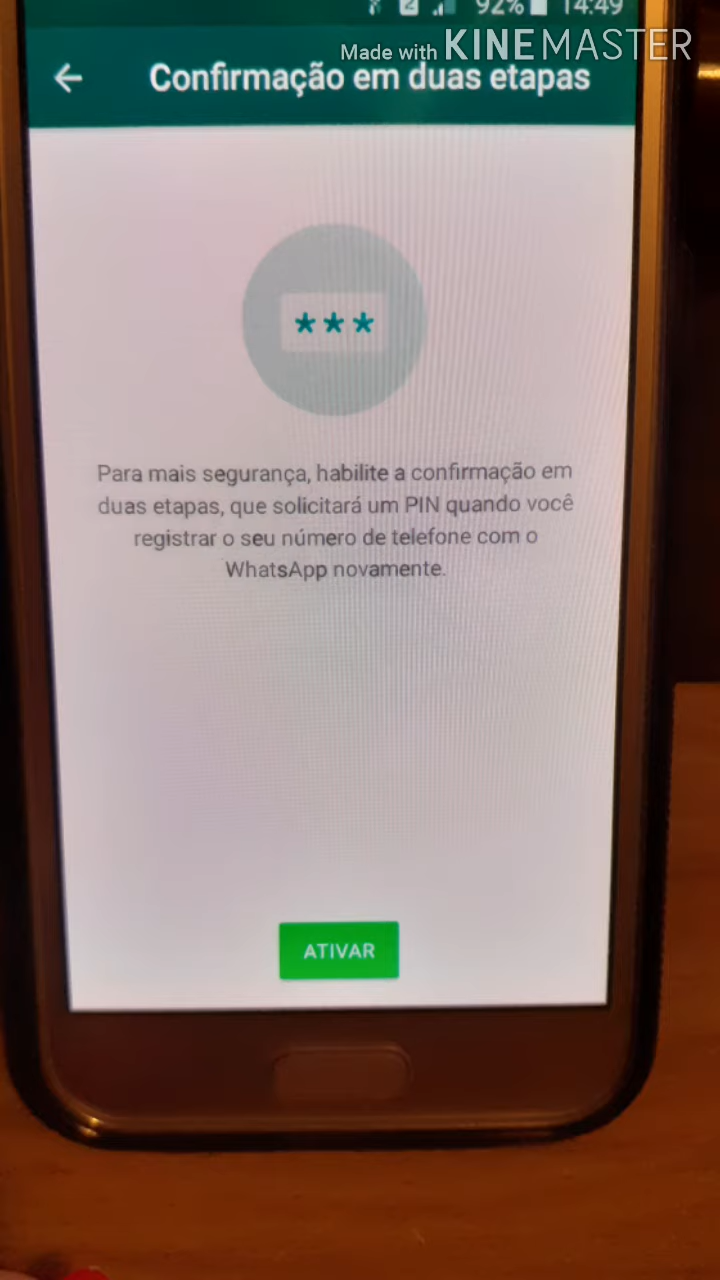 92% 14:49
Made with KINEMASTER
Confirmação em duas etapas
***
Para mais segurança, habilite a confirmação em
duas etapas, que solicitará um PIN quando você
registrar o seu número de telefone com o
WhatsApp novamente.
ATIVAR